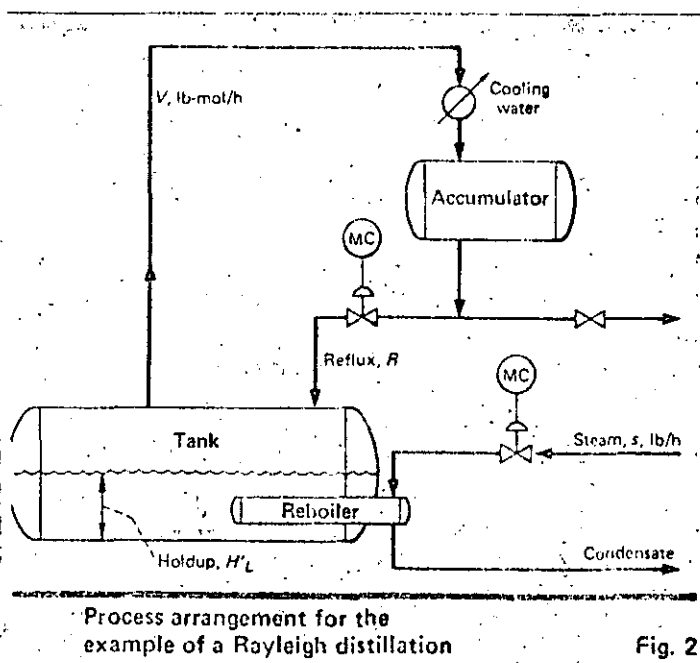 V, lb-mol/h
Cooling
water
Accumulator
MC
Reflux, R
MC
Tank
Steam, s, lb/h
Reboiler
Holdup, H'L
Condensate
Process arrangement for the
example of a Rayleigh distillation
Fig. 2